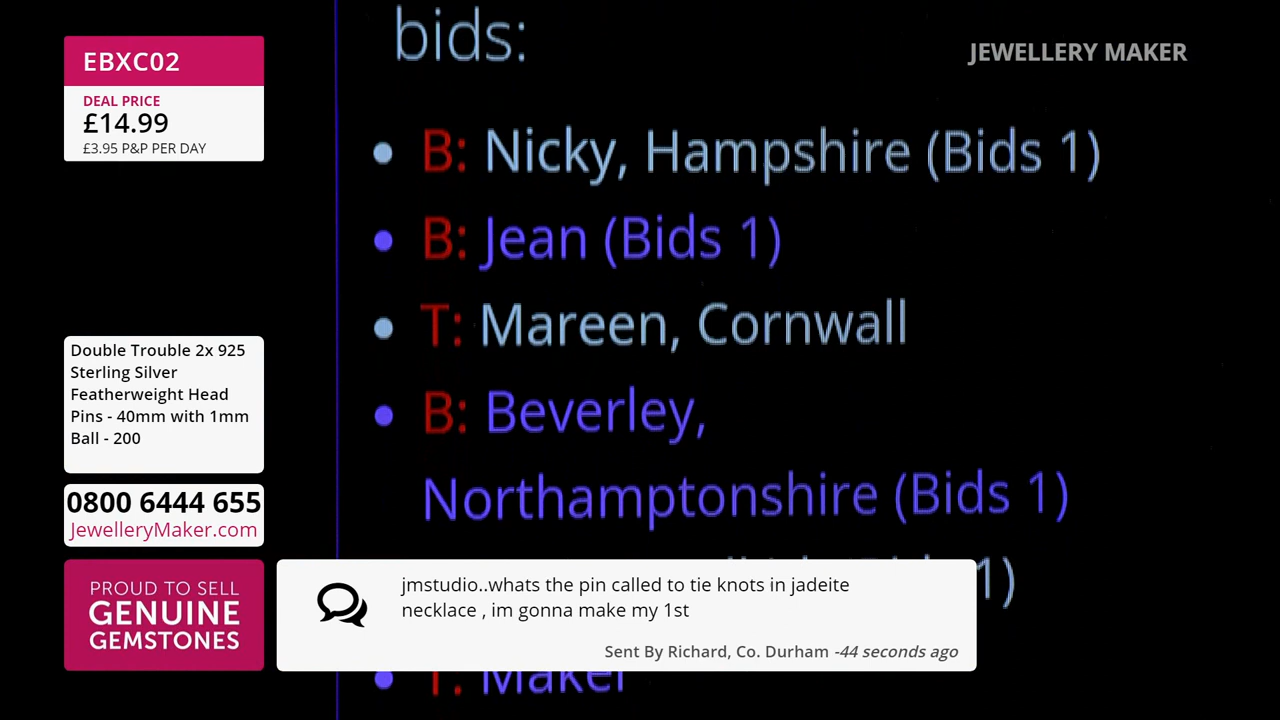 bids:
JEWELLERY MAKER
EBXC02
DEAL PRICE
£14.99
£3.95 P&P PER DAY
B: Nicky, Hampshire (Bids 1)
B: Jean (Bids 1)
T: Mareen, Cornwall
B: Beverley,
Northamptonshire (Bids 1)
1)
T: Maker
Double Trouble 2x 925
Sterling Silver
Featherweight Head
Pins - 40mm with 1mm
Ball - 200
0800 6444 655
JewelleryMaker.com
PROUD TO SELL
GENUINE
GEMSTONES
jmstudio..whats the pin called to tie knots in jadeite
necklace , im gonna make my 1st
Sent By Richard, Co. Durham -44 seconds ago